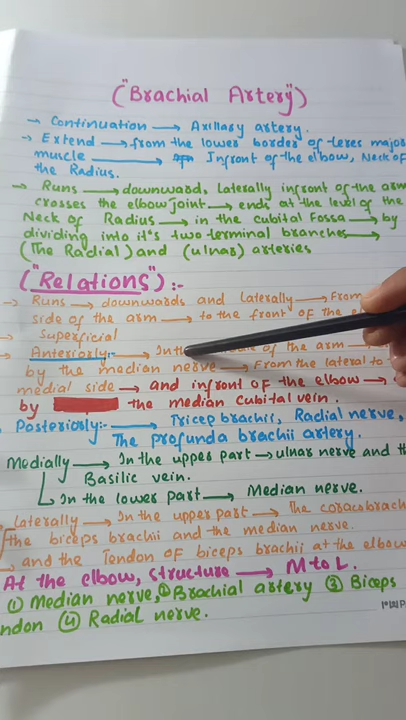 ("Brachial Artery")
→ Continuation → Axillary artery.
→ Extend → from the lower border of teres major
muscle → Infront of the elbow, Neck of
the Radius.
→ Runs → downward, laterally infront of the arm
crosses the elbow joint → ends at the level of the
Neck of Radius → in the cubital fossa → by
dividing into it's two terminal branches →
(The Radial) and (ulnar) arteries
("Relations"):-
→ Runs → downwards and laterally → From
side of the arm → to the front of the
→ Superficial
→ Anteriorly:- → In of the arm →
by the median nerve → From the lateral to
medial side → and infront of the elbow →
by the median cubital vein.
Posteriorly:- → Tricep brachii, Radial nerve,
The profunda brachii artery.
Medially → In the upper part → ulnar nerve and th
Basilic vein.
↳ In the lower part → Median nerve.
Laterally → In the upper part → The coracobrach
the biceps brachii and the median nerve.
→ and the Tendon of biceps brachii at the elbow
At the elbow, structure → M to L.
① Median nerve, ② Brachial artery ③ Biceps
ndon ④ Radial nerve.